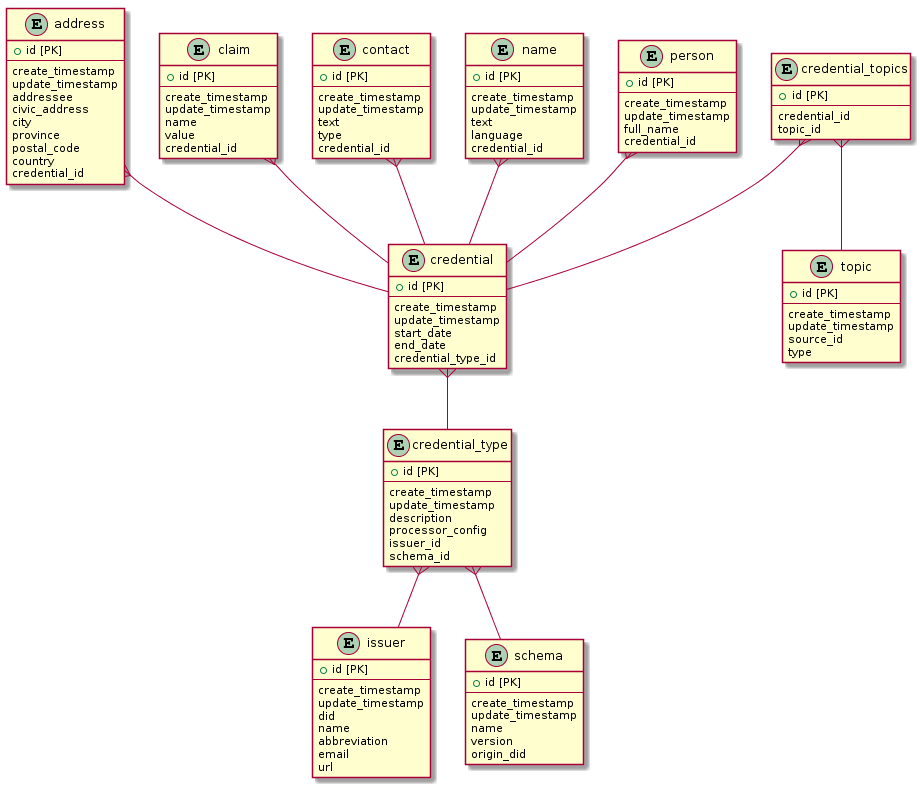 E address
id [PK]
create_timestamp
update_timestamp
addressee
civic_address
city
province
postal_code
country
credential_id
E claim
id [PK]
create_timestamp
update_timestamp
name
value
credential_id
E contact
id [PK]
create_timestamp
update_timestamp
text
type
credential_id
E name
id [PK]
create_timestamp
update_timestamp
text
language
credential_id
E person
id [PK]
create_timestamp
update_timestamp
full_name
credential_id
E credential_topics
id [PK]
credential_id
topic_id
E credential
id [PK]
create_timestamp
update_timestamp
start_date
end_date
credential_type_id
E topic
id [PK]
create_timestamp
update_timestamp
source_id
type
E credential_type
id [PK]
create_timestamp
update_timestamp
description
processor_config
issuer_id
schema_id
E issuer
id [PK]
create_timestamp
update_timestamp
did
name
abbreviation
email
url
E schema
id [PK]
create_timestamp
update_timestamp
name
version
origin_did